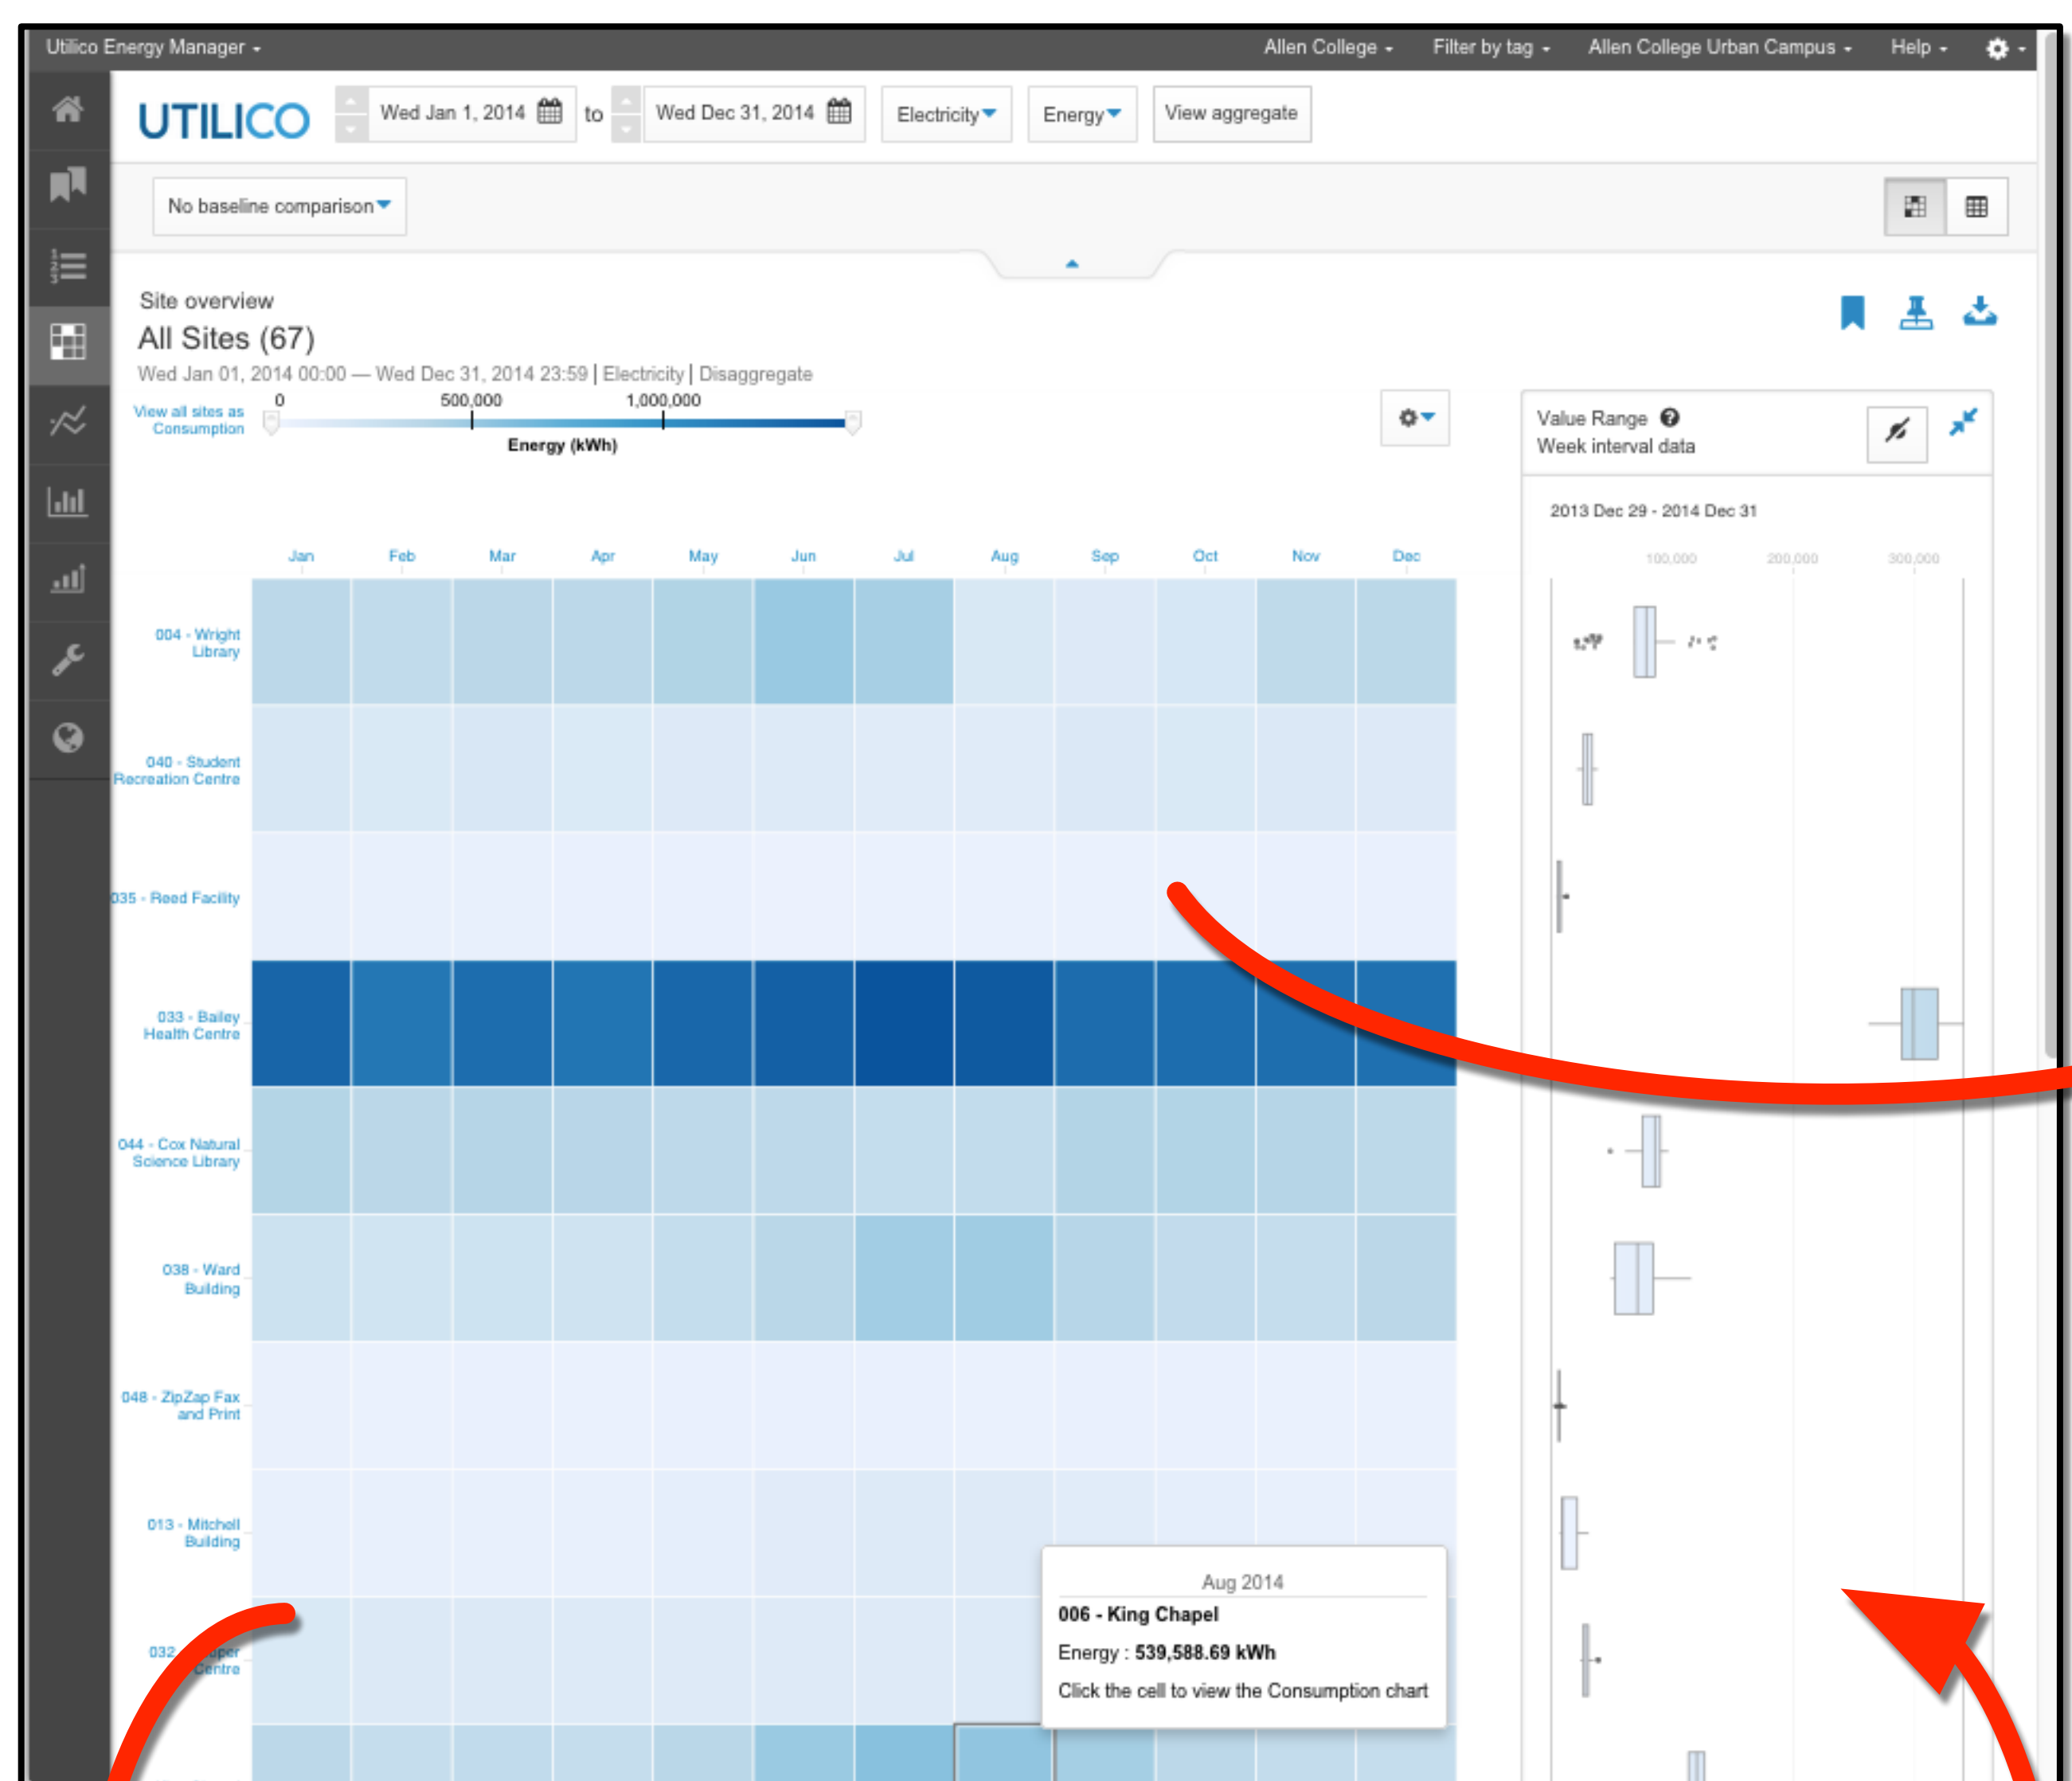 Utilico Energy Manager
Allen College
Filter by tag
Allen College Urban Campus
Help
UTILICO
Wed Jan 1, 2014
to
Wed Dec 31, 2014
Electricity
Energy
View aggregate
No baseline comparison
Site overview
All Sites (67)
Wed Jan 01, 2014 00:00 — Wed Dec 31, 2014 23:59 | Electricity | Disaggregate
View all sites as
Consumption
0
500,000
1,000,000
Energy (kWh)
Value Range
Week interval data
2013 Dec 29 - 2014 Dec 31
100,000
200,000
300,000
Jan
Feb
Mar
Apr
May
Jun
Jul
Aug
Sep
Oct
Nov
Dec
004 - Wright
Library
040 - Student
Recreation Centre
035 - Reed Facility
033 - Bailey
Health Centre
044 - Cox Natural
Science Library
038 - Ward
Building
048 - ZipZap Fax
and Print
013 - Mitchell
Building
032
Centre
Aug 2014
006 - King Chapel
Energy : 539,588.69 kWh
Click the cell to view the Consumption chart